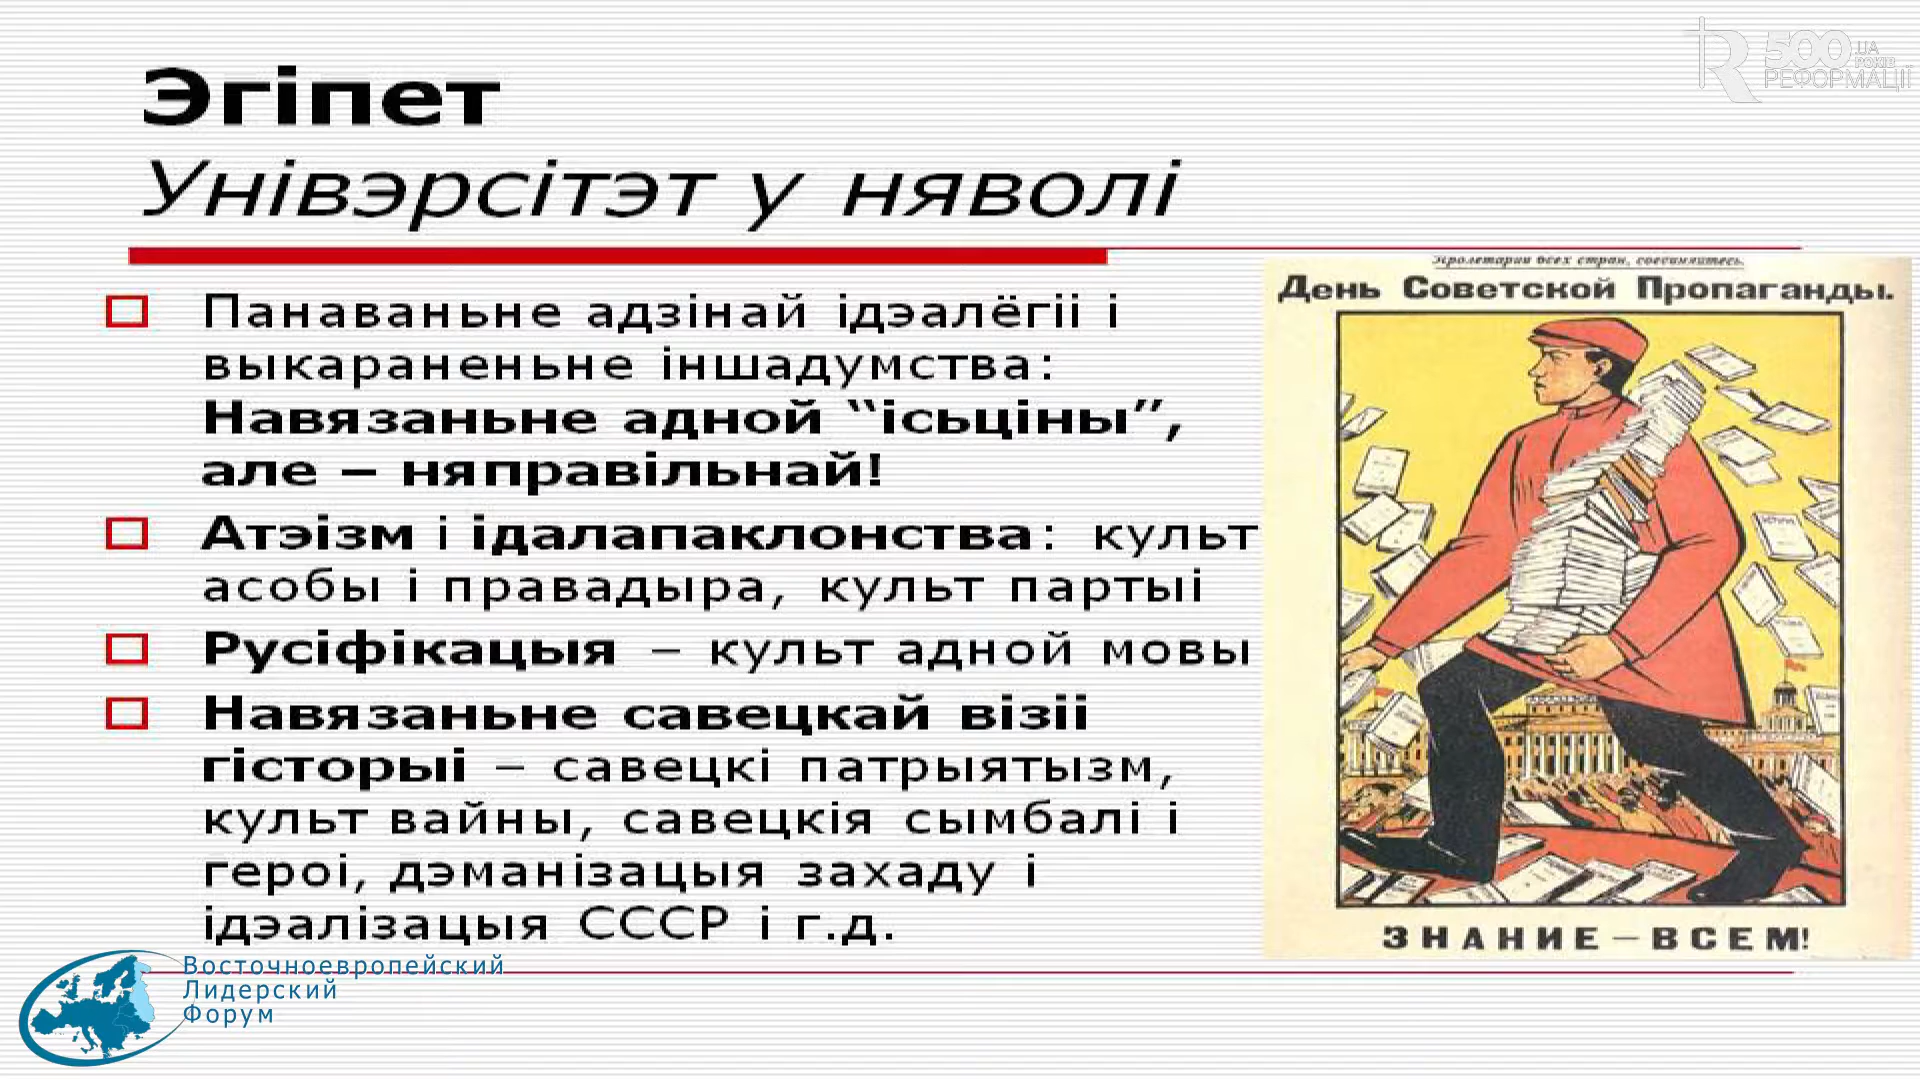 Эгіпет
Унівэрсітэт у няволі
Панаваньне адзінай ідэалёгіі і
выкараненьне іншадумства:
Навязаньне адной “ісьціны”,
але – няправільнай!
Атэізм і ідалапаклонства: культ
асобы і правадыра, культ партыі
Русіфікацыя – культ адной мовы
Навязаньне савецкай візіі
гісторыі – савецкі патрыятызм,
культ вайны, савецкія сымбалі і
героі, дэманізацыя захаду і
ідэалізацыя СССР і г.д.
Пролетарии всех стран, соединяйтесь.
День Советской Пропаганды.
ЗНАНИЕ – ВСЕМ!
Восточноевропейский
Лидерский
Форум
R 500 .UA
РОКІВ
РЕФОРМАЦІЇ